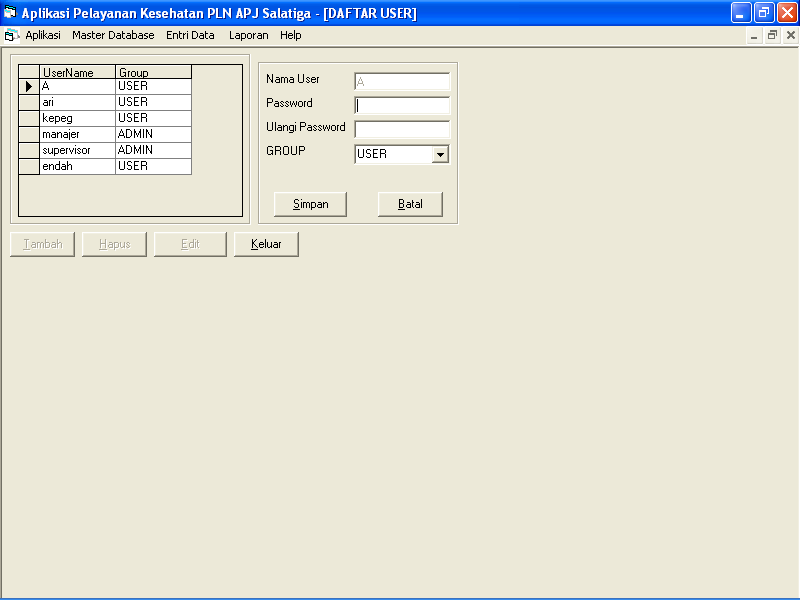 Aplikasi Pelayanan Kesehatan PLN APJ Salatiga - [DAFTAR USER]
Aplikasi Master Database Entri Data Laporan Help
UserName Group
A USER
ari USER
kepeg USER
manajer ADMIN
supervisor ADMIN
endah USER
Nama User A
Password
Ulangi Password
GROUP USER
Simpan Batal
Tambah Hapus Edit Keluar